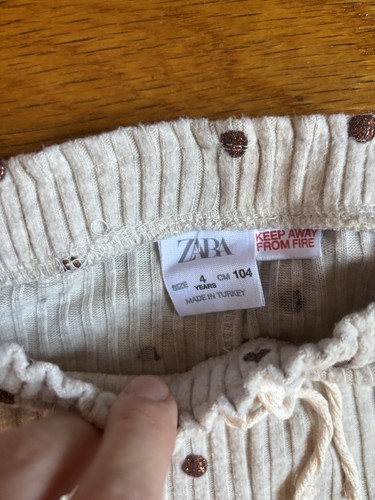 ZARA
SIZE 4 YEARS CM 104
MADE IN TURKEY
KEEP AWAY
FROM FIRE